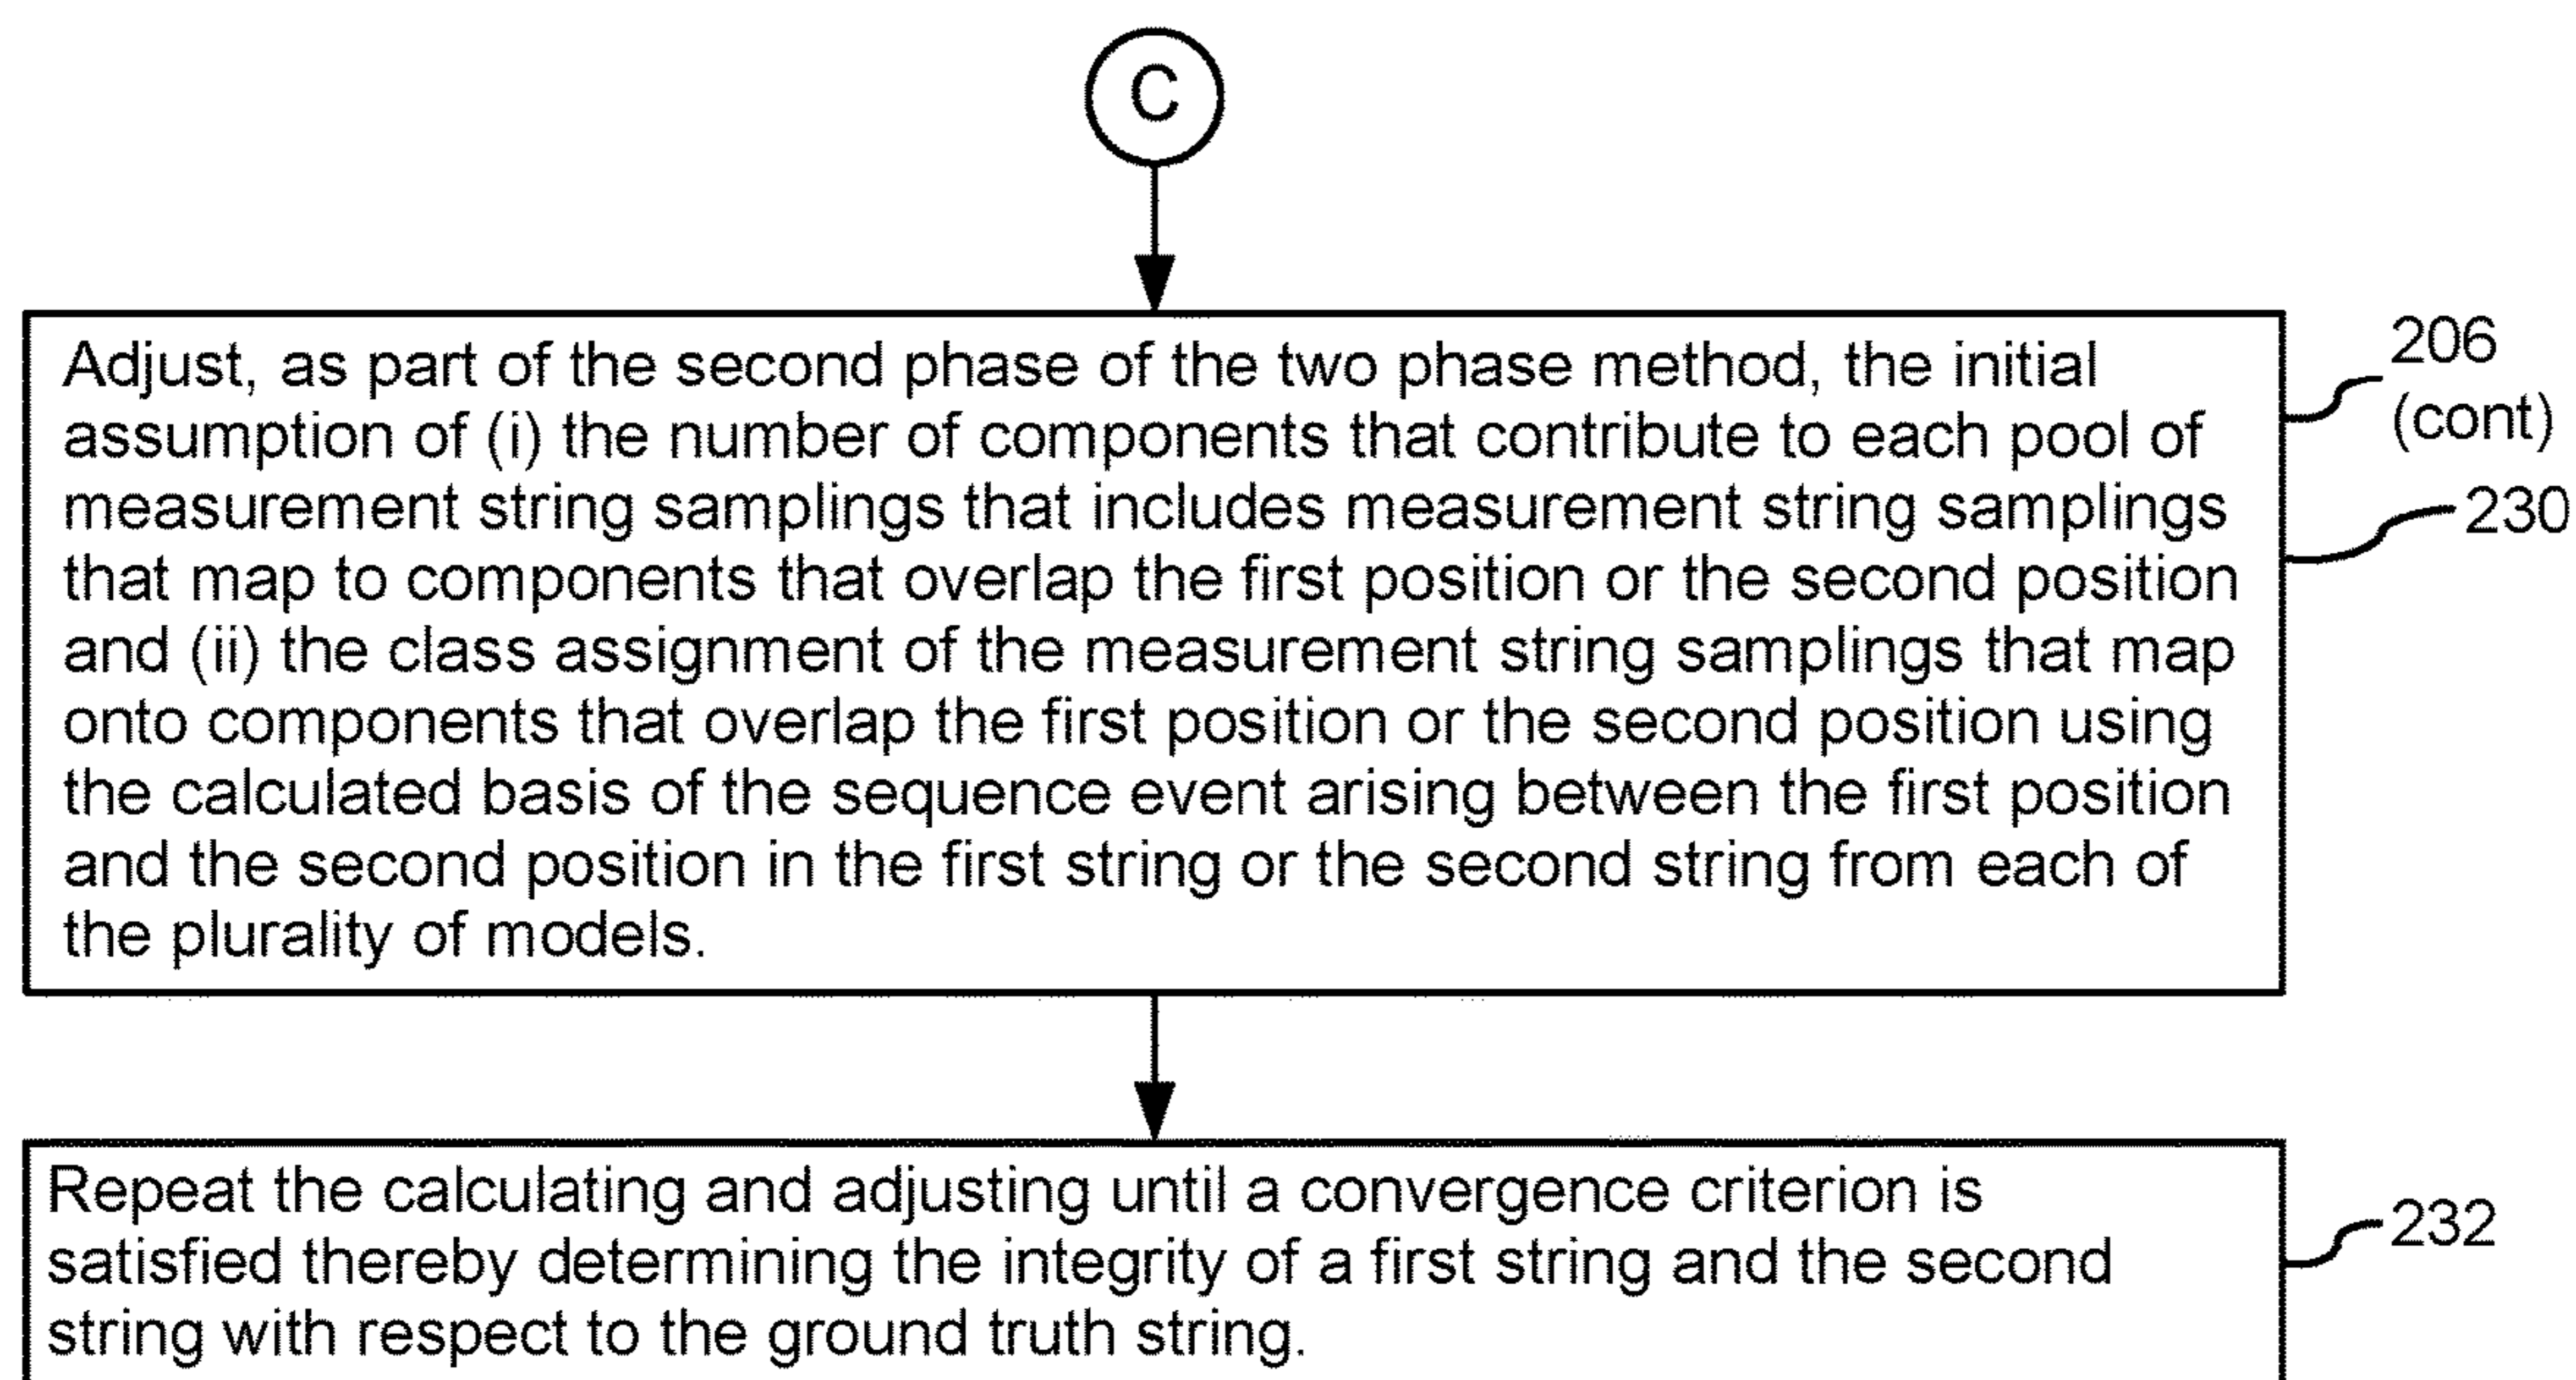 C
Adjust, as part of the second phase of the two phase method, the initial
assumption of (i) the number of components that contribute to each pool of
measurement string samplings that includes measurement string samplings
that map to components that overlap the first position or the second position
and (ii) the class assignment of the measurement string samplings that map
onto components that overlap the first position or the second position using
the calculated basis of the sequence event arising between the first position
and the second position in the first string or the second string from each of
the plurality of models.
206
(cont)
230
Repeat the calculating and adjusting until a convergence criterion is
satisfied thereby determining the integrity of a first string and the second
string with respect to the ground truth string.
232